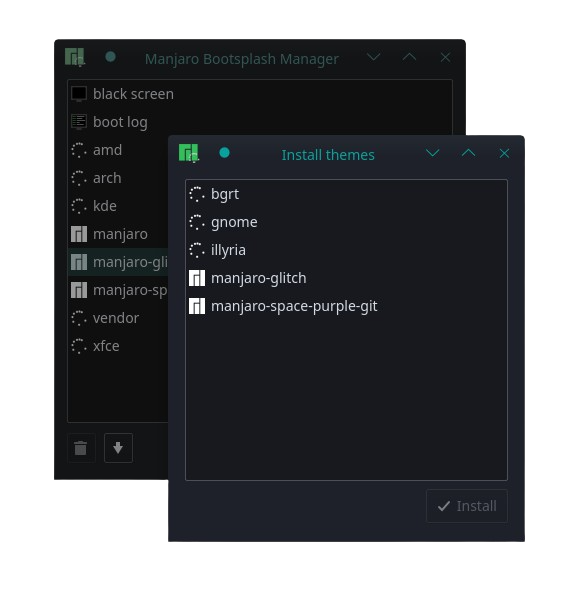 Manjaro Bootsplash Manager
black screen
boot log
amd
arch
kde
manjaro
manjaro-gli
manjaro-sp
vendor
xfce
Install themes
bgrt
gnome
illyria
manjaro-glitch
manjaro-space-purple-git
Install